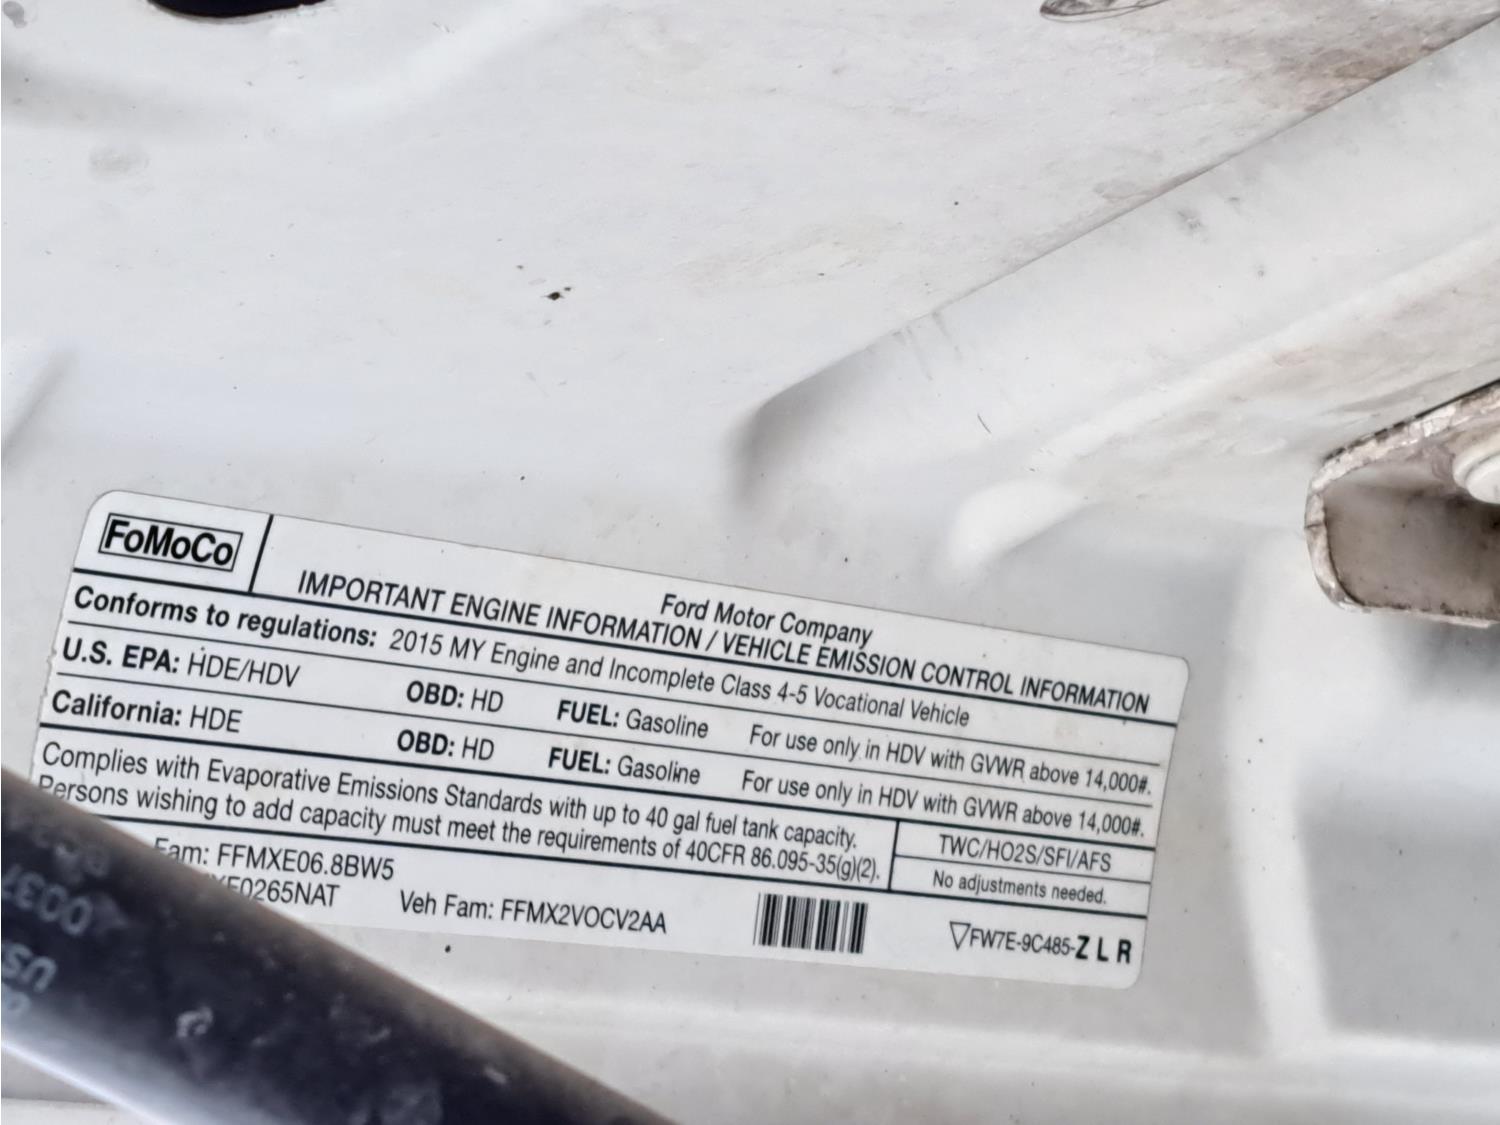 FoMoCo
Ford Motor Company
IMPORTANT ENGINE INFORMATION / VEHICLE EMISSION CONTROL INFORMATION
Conforms to regulations: 2015 MY Engine and Incomplete Class 4-5 Vocational Vehicle
U.S. EPA: HDE/HDV OBD: HD FUEL: Gasoline For use only in HDV with GVWR above 14,000#.
California: HDE OBD: HD FUEL: Gasoline For use only in HDV with GVWR above 14,000#.
Complies with Evaporative Emissions Standards with up to 40 gal fuel tank capacity.
Persons wishing to add capacity must meet the requirements of 40CFR 86.095-35(g)(2).
TWC/HO2S/SFI/AFS
No adjustments needed.
Fam: FFMXE06.8BW5
0265NAT Veh Fam: FFMX2VOCV2AA
FW7E-9C485-Z L R